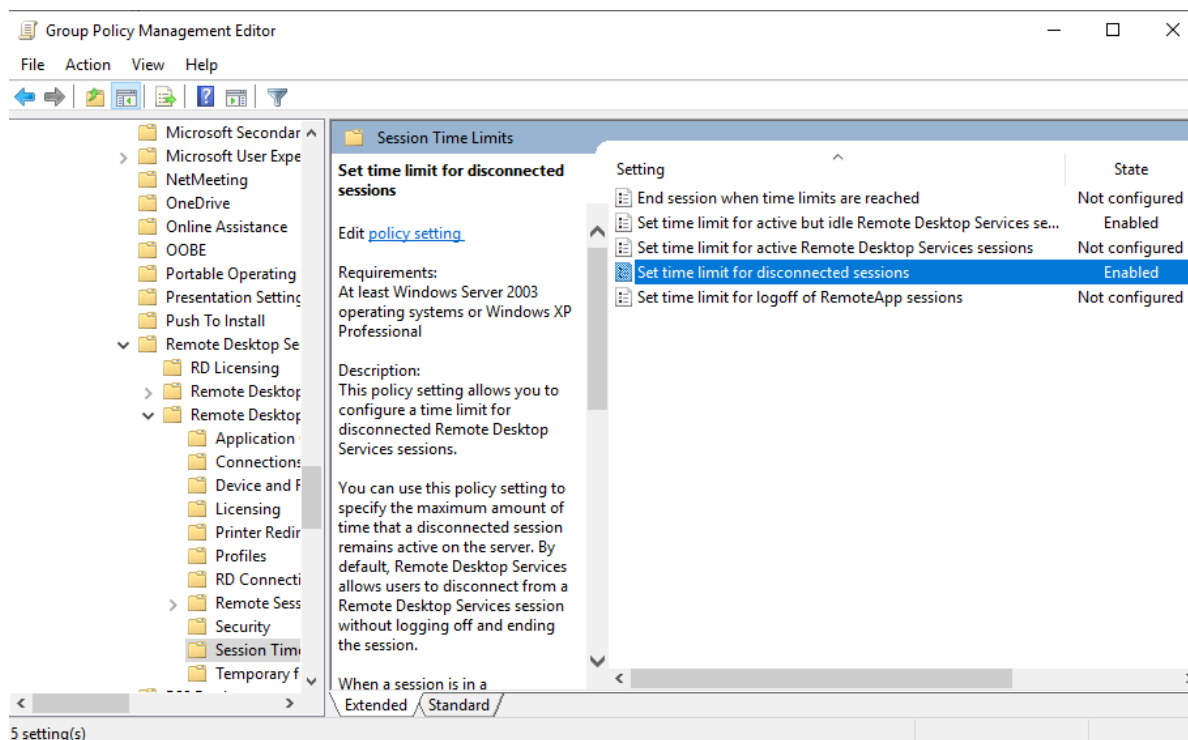 Group Policy Management Editor
File Action View Help
Microsoft Secondar
Microsoft User Expe
NetMeeting
OneDrive
Online Assistance
OOBE
Portable Operating
Presentation Setting
Push To Install
Remote Desktop Se
RD Licensing
Remote Desktop
Remote Desktop
Application
Connections
Device and F
Licensing
Printer Redir
Profiles
RD Connecti
Remote Sess
Security
Session Time
Temporary f
Session Time Limits
Set time limit for disconnected
sessions
Edit policy setting
Requirements:
At least Windows Server 2003
operating systems or Windows XP
Professional
Description:
This policy setting allows you to
configure a time limit for
disconnected Remote Desktop
Services sessions.
You can use this policy setting to
specify the maximum amount of
time that a disconnected session
remains active on the server. By
default, Remote Desktop Services
allows users to disconnect from a
Remote Desktop Services session
without logging off and ending
the session.
When a session is in a
Setting State
End session when time limits are reached Not configured
Set time limit for active but idle Remote Desktop Services se... Enabled
Set time limit for active Remote Desktop Services sessions Not configured
Set time limit for disconnected sessions Enabled
Set time limit for logoff of RemoteApp sessions Not configured
Extended Standard
5 setting(s)